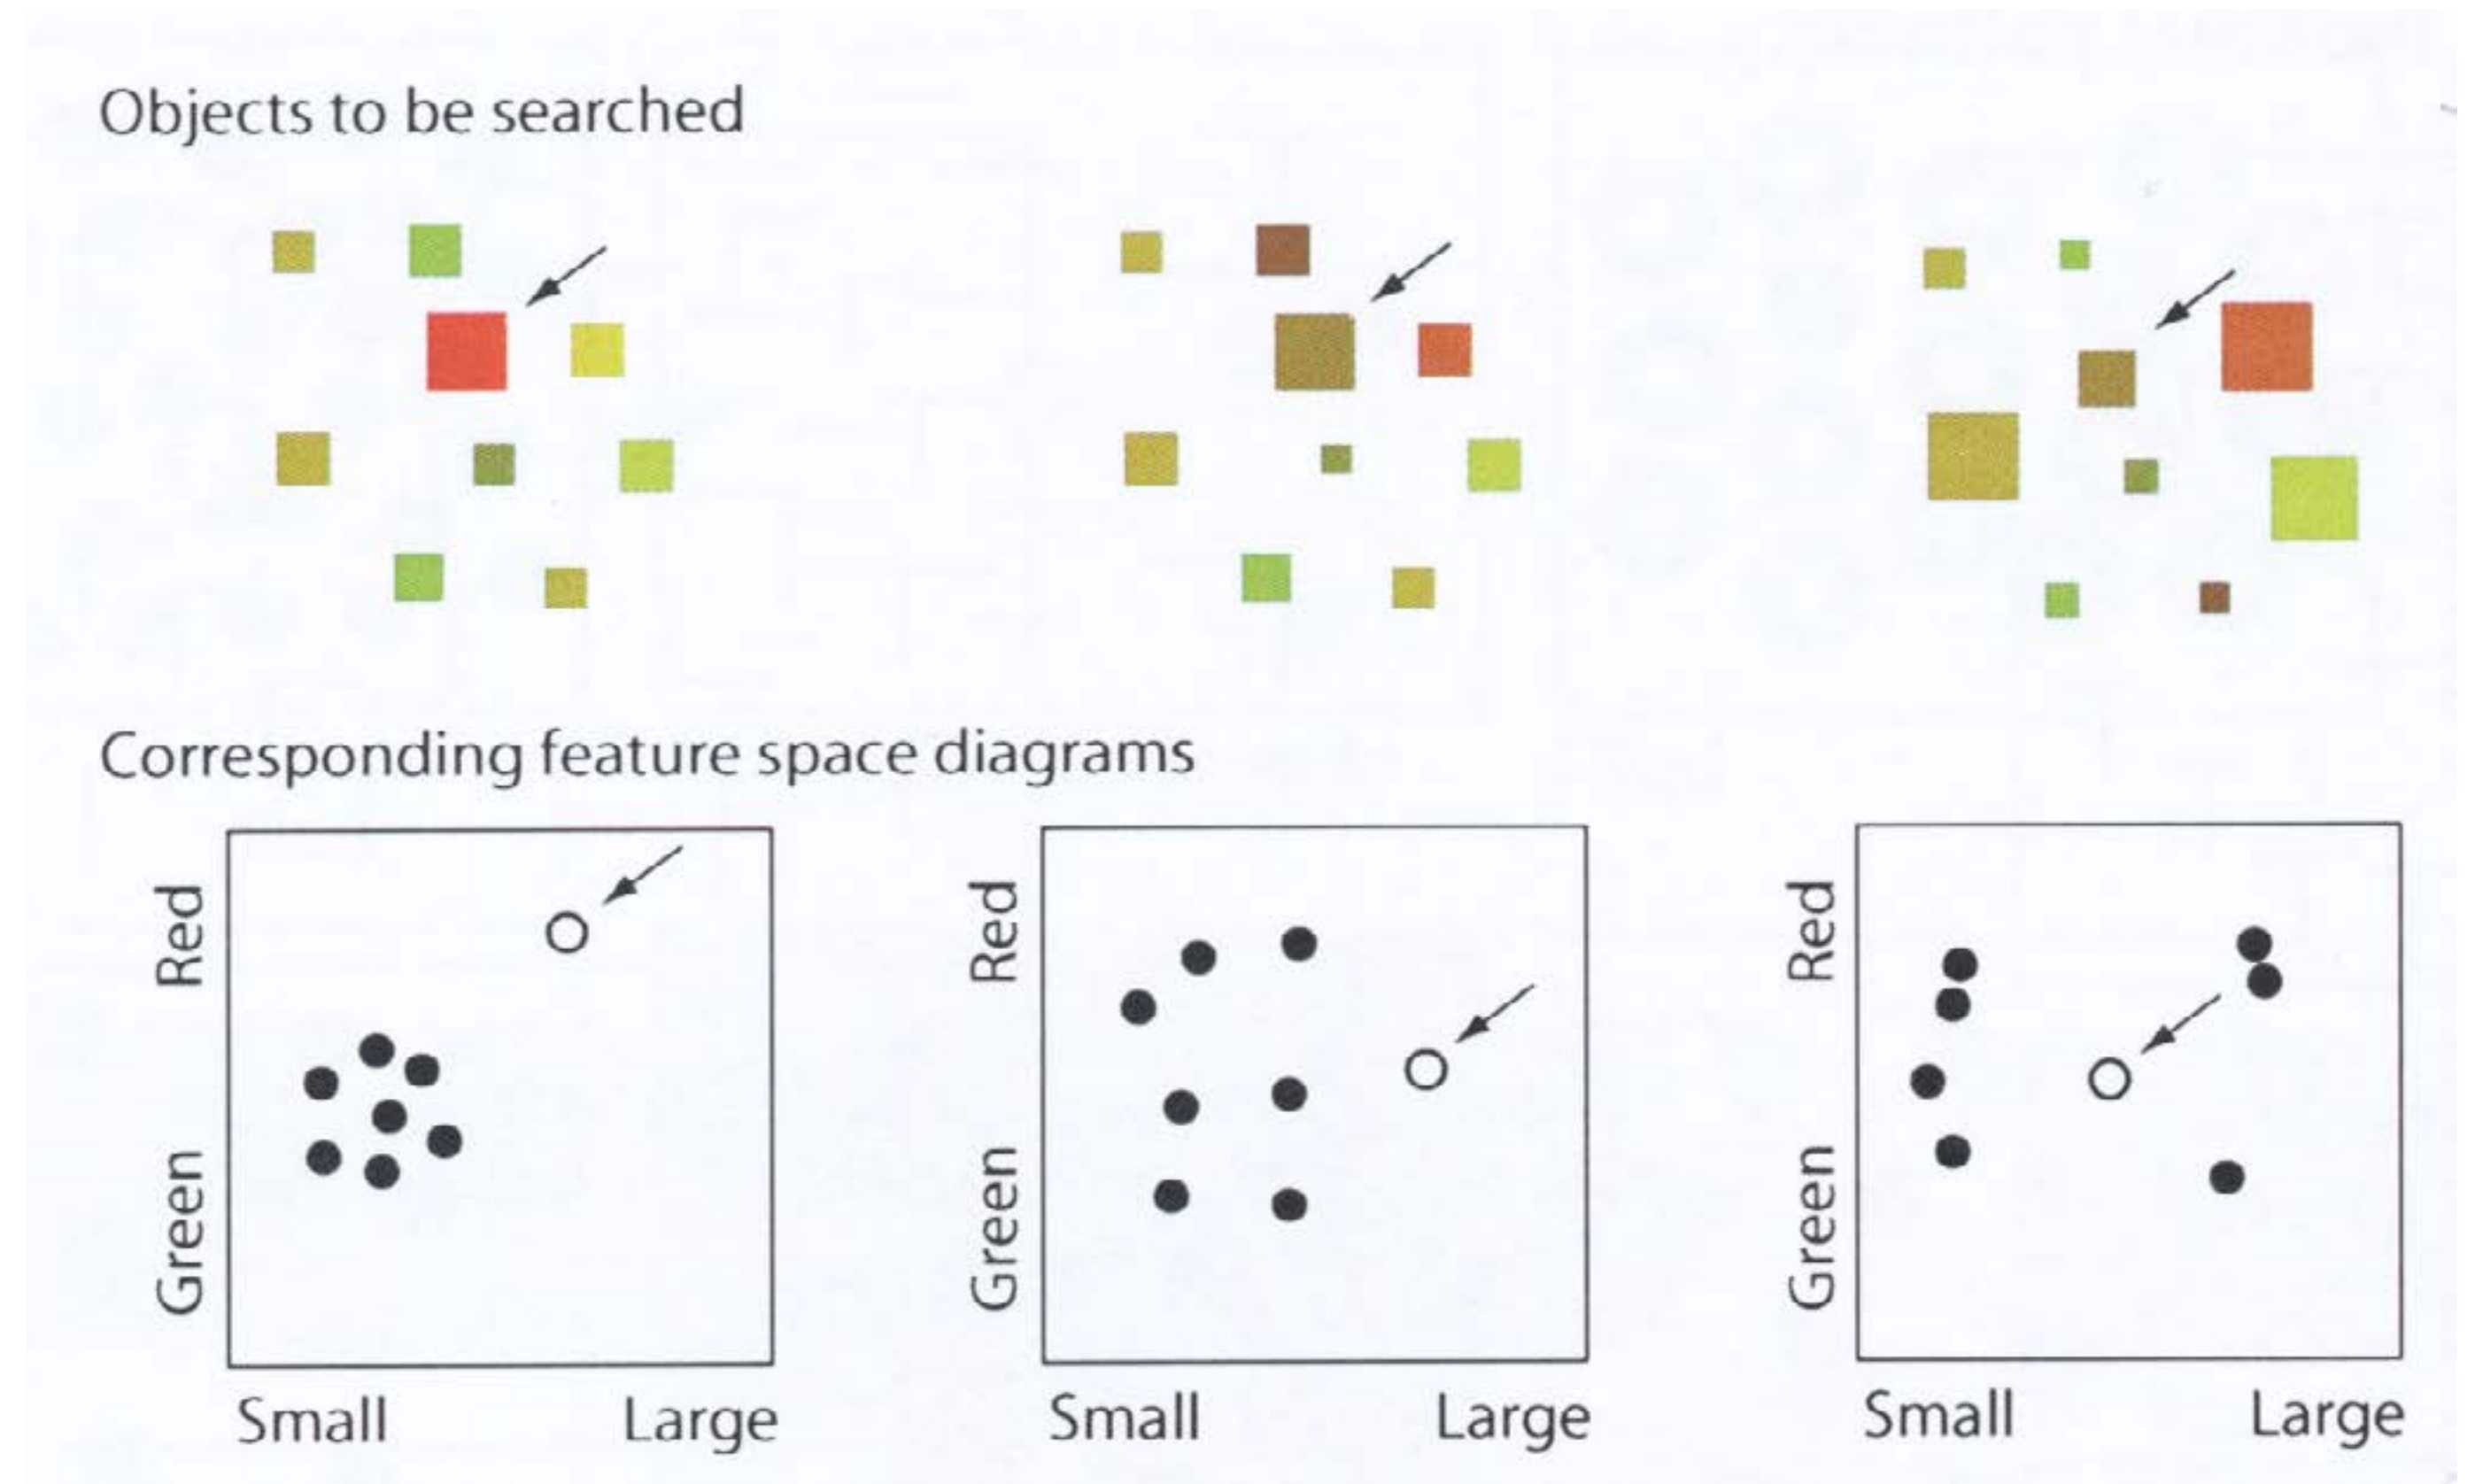 Objects to be searched
Corresponding feature space diagrams
Red
Green
Small
Large
Red
Green
Small
Large
Red
Green
Small
Large